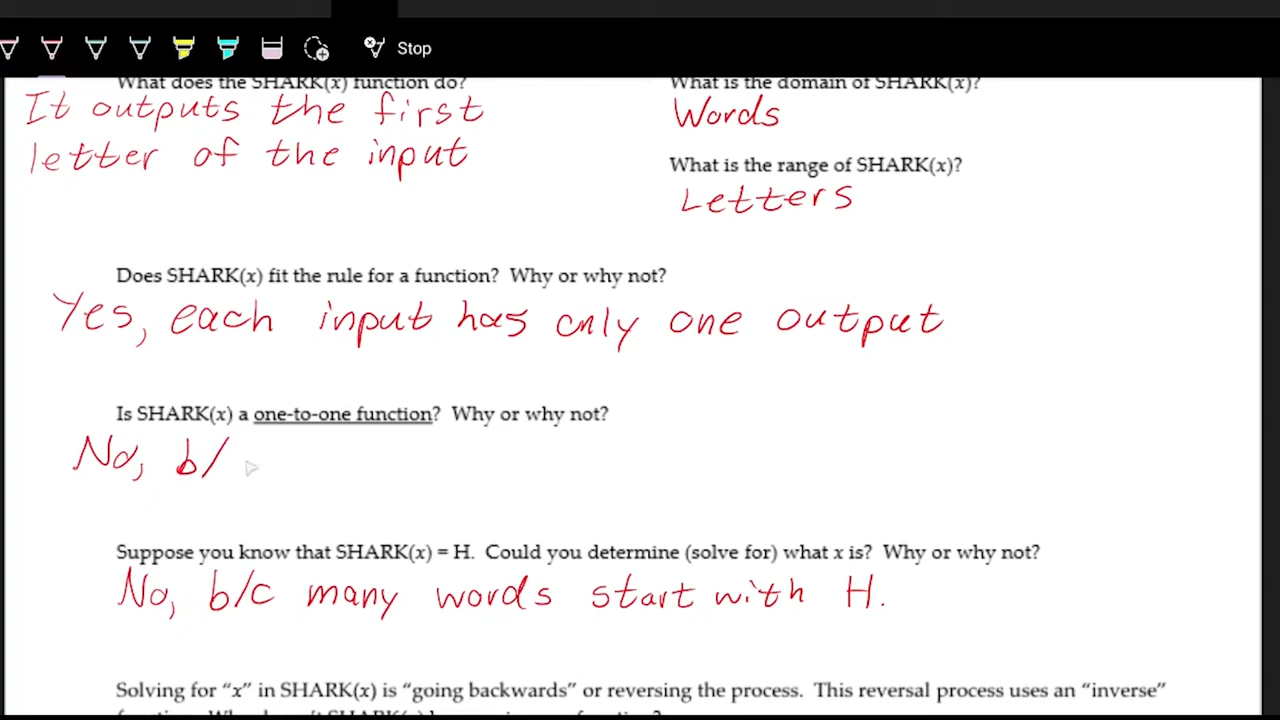 Stop
What does the SHARK(x) function do?
It outputs the first
letter of the input
What is the domain of SHARK(x)?
Words
What is the range of SHARK(x)?
Letters
Does SHARK(x) fit the rule for a function? Why or why not?
Yes, each input has only one output
Is SHARK(x) a one-to-one function? Why or why not?
No, b/
Suppose you know that SHARK(x) = H. Could you determine (solve for) what x is? Why or why not?
No, b/c many words start with H.
Solving for "x" in SHARK(x) is "going backwards" or reversing the process. This reversal process uses an "inverse"